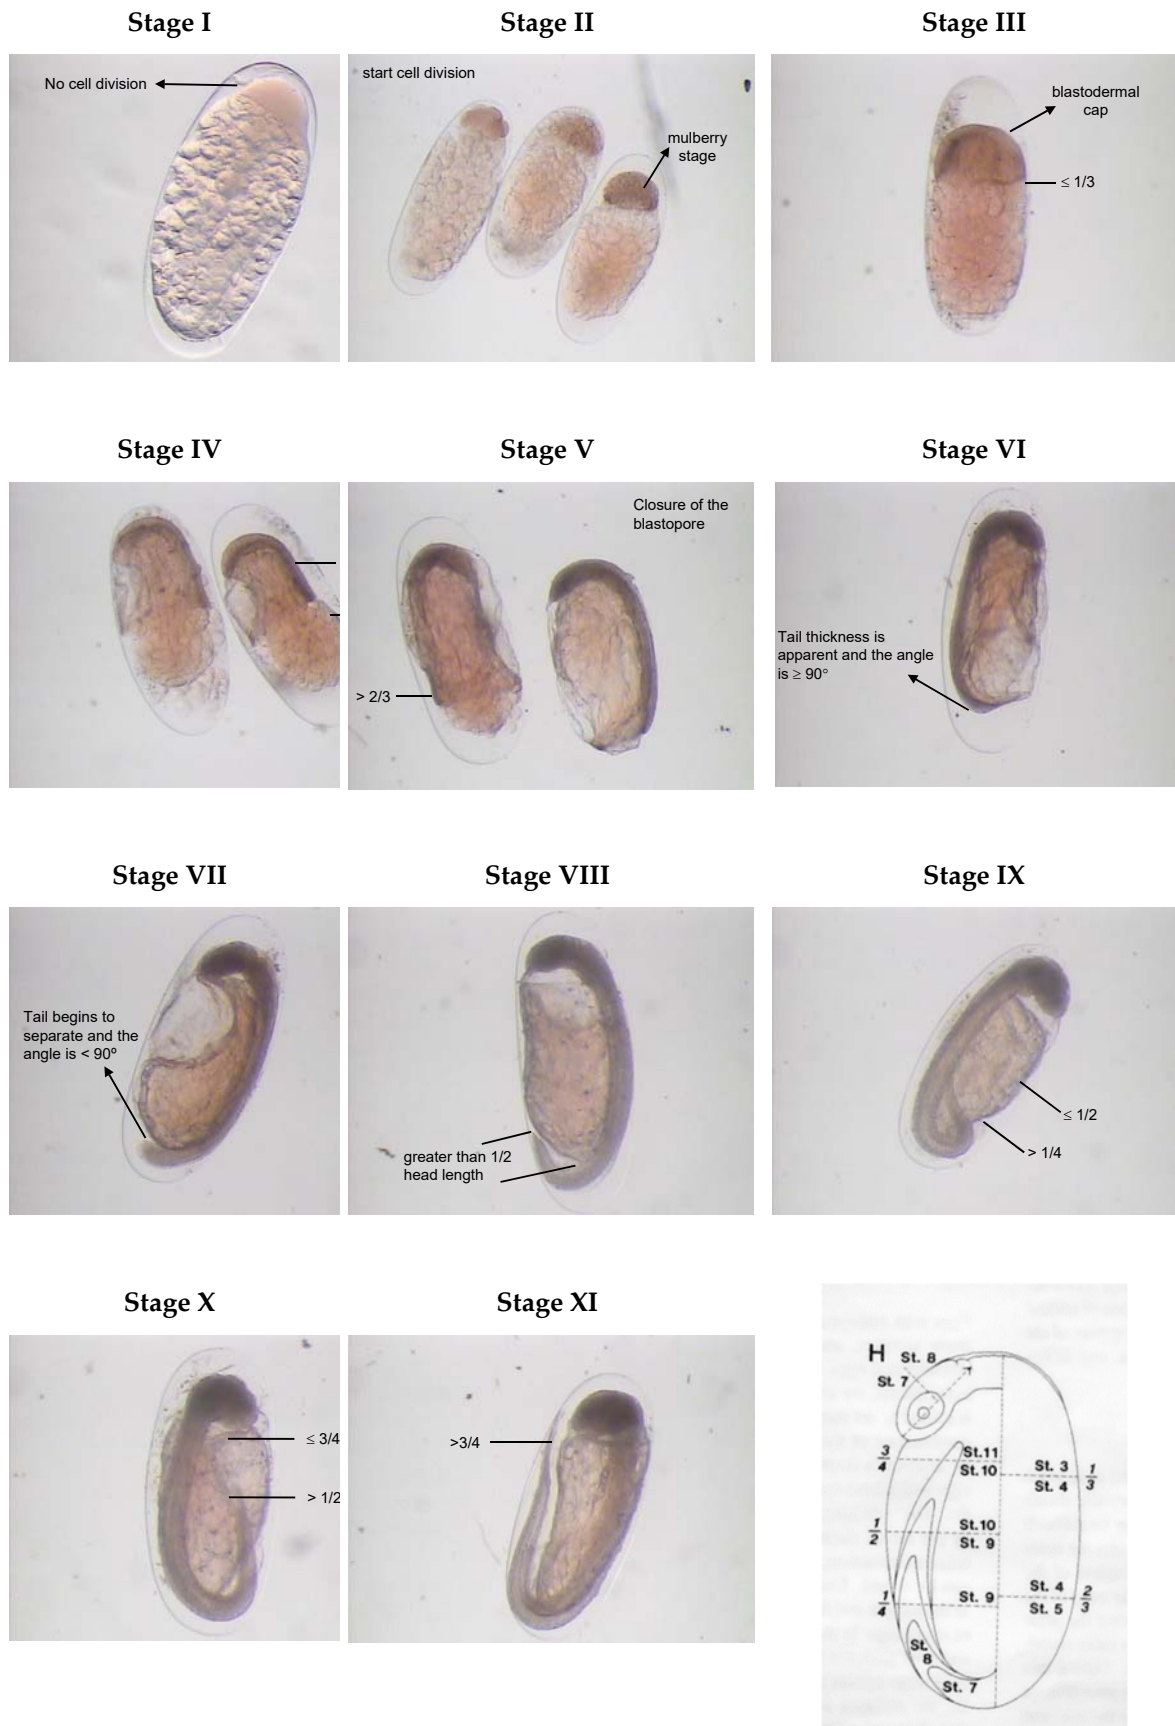 Stage I
Stage II
Stage III
No cell division
start cell division
mulberry
stage
blastodermal
cap
≤ 1/3
Stage IV
Stage V
Stage VI
Closure of the
blastopore
> 2/3
Tail thickness is
apparent and the angle
is ≥ 90°
Stage VII
Stage VIII
Stage IX
Tail begins to
separate and the
angle is < 90º
greater than 1/2
head length
≤ 1/2
> 1/4
Stage X
Stage XI
≤ 3/4
> 1/2
>3/4
H St. 8
St. 7
3/4 St.11
St.10
St. 3 1/3
St. 4
1/2 St.10
St. 9
1/4 St. 9
St. 4 2/3
St. 5
St.
8
St. 7